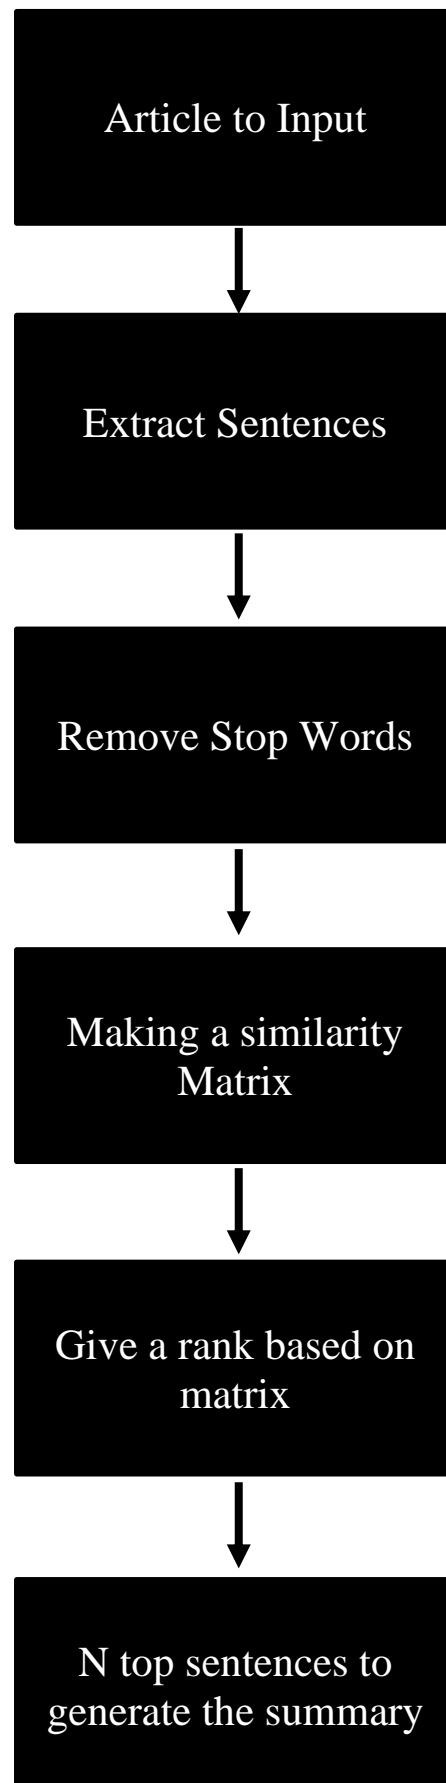 Article to Input
Extract Sentences
Remove Stop Words
Making a similarity
Matrix
Give a rank based on
matrix
N top sentences to
generate the summary